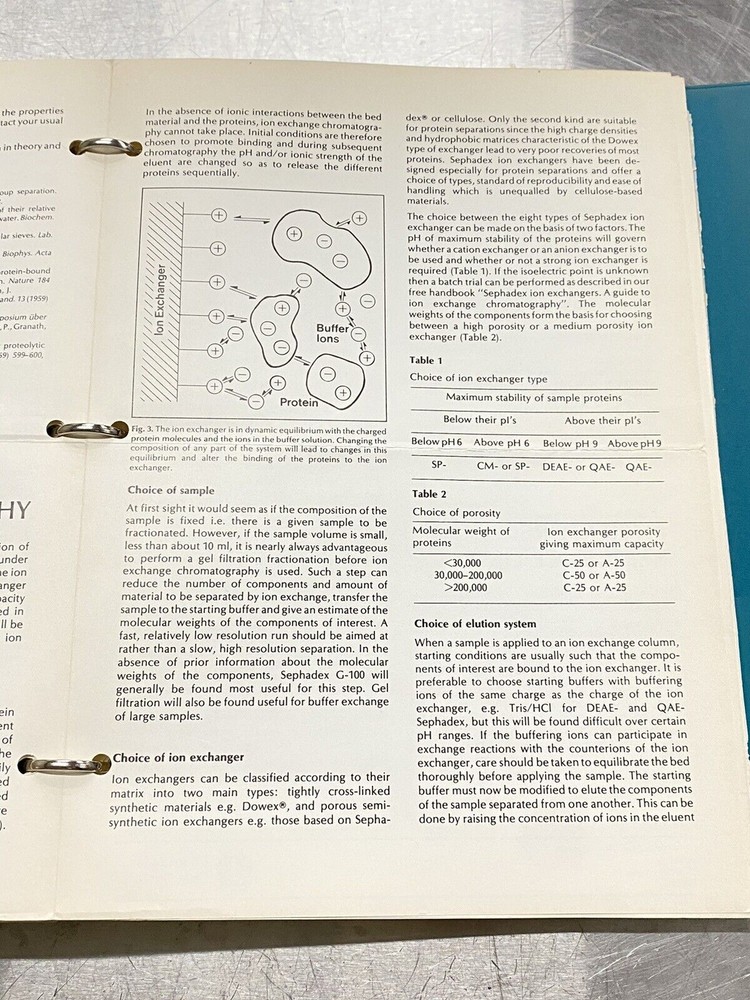 the properties
tact your usual
in theory and
oup separation.
f their relative
water. Biochem.
lar sieves. Lab.
Biophys. Acta
rotein-bound
n. Nature 184
, J.
and. 13 (1959)
posium über
, P., Granath,
proteolytic
59) 599–600,
HY
ion of
under
ne ion
anger
pacity
ed in
ll be
ion
ein
ent
of
he
ily
ed
ed
re
).
In the absence of ionic interactions between the bed
material and the proteins, ion exchange chromatogra-
phy cannot take place. Initial conditions are therefore
chosen to promote binding and during subsequent
chromatography the pH and/or ionic strength of the
eluent are changed so as to release the different
proteins sequentially.
Ion Exchanger
Buffer
Ions
Protein
Fig. 3. The ion exchanger is in dynamic equilibrium with the charged
protein molecules and the ions in the buffer solution. Changing the
composition of any part of the system will lead to changes in this
equilibrium and alter the binding of the proteins to the ion
exchanger.
Choice of sample
At first sight it would seem as if the composition of the
sample is fixed i.e. there is a given sample to be
fractionated. However, if the sample volume is small,
less than about 10 ml, it is nearly always advantageous
to perform a gel filtration fractionation before ion
exchange chromatography is used. Such a step can
reduce the number of components and amount of
material to be separated by ion exchange, transfer the
sample to the starting buffer and give an estimate of the
molecular weights of the components of interest. A
fast, relatively low resolution run should be aimed at
rather than a slow, high resolution separation. In the
absence of prior information about the molecular
weights of the components, Sephadex G-100 will
generally be found most useful for this step. Gel
filtration will also be found useful for buffer exchange
of large samples.
Choice of ion exchanger
Ion exchangers can be classified according to their
matrix into two main types: tightly cross-linked
synthetic materials e.g. Dowex®, and porous semi-
synthetic ion exchangers e.g. those based on Sepha-
dex® or cellulose. Only the second kind are suitable
for protein separations since the high charge densities
and hydrophobic matrices characteristic of the Dowex
type of exchanger lead to very poor recoveries of most
proteins. Sephadex ion exchangers have been de-
signed especially for protein separations and offer a
choice of types, standard of reproducibility and ease of
handling which is unequalled by cellulose-based
materials.
The choice between the eight types of Sephadex ion
exchanger can be made on the basis of two factors. The
pH of maximum stability of the proteins will govern
whether a cation exchanger or an anion exchanger is to
be used and whether or not a strong ion exchanger is
required (Table 1). If the isoelectric point is unknown
then a batch trial can be performed as described in our
free handbook "Sephadex ion exchangers. A guide to
ion exchange chromatography". The molecular
weights of the components form the basis for choosing
between a high porosity or a medium porosity ion
exchanger (Table 2).
Table 1
Choice of ion exchanger type
Maximum stability of sample proteins
Below their pI's Above their pI's
Below pH 6 Above pH 6 Below pH 9 Above pH 9
SP- CM- or SP- DEAE- or QAE- QAE-
Table 2
Choice of porosity
Molecular weight of Ion exchanger porosity
proteins giving maximum capacity
<30,000 C-25 or A-25
30,000–200,000 C-50 or A-50
>200,000 C-25 or A-25
Choice of elution system
When a sample is applied to an ion exchange column,
starting conditions are usually such that the compo-
nents of interest are bound to the ion exchanger. It is
preferable to choose starting buffers with buffering
ions of the same charge as the charge of the ion
exchanger, e.g. Tris/HCl for DEAE- and QAE-
Sephadex, but this will be found difficult over certain
pH ranges. If the buffering ions can participate in
exchange reactions with the counterions of the ion
exchanger, care should be taken to equilibrate the bed
thoroughly before applying the sample. The starting
buffer must now be modified to elute the components
of the sample separated from one another. This can be
done by raising the concentration of ions in the eluent